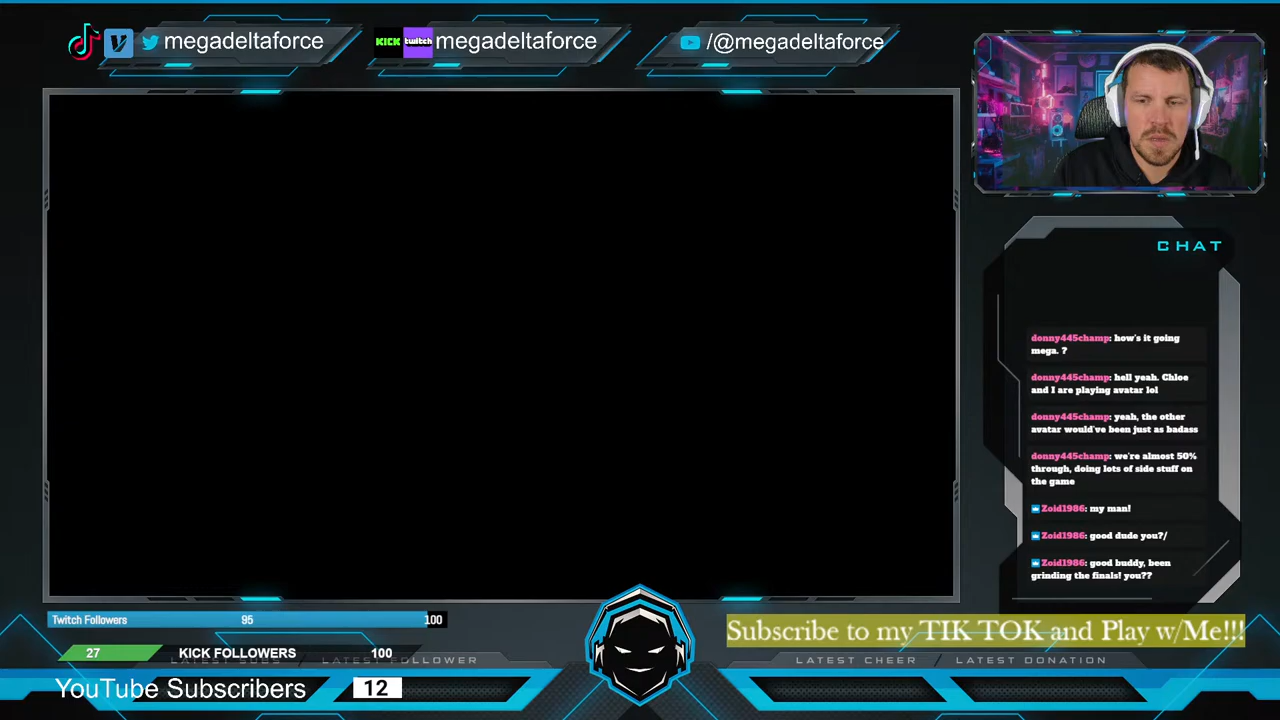 megadeltaforce
KICK twitch megadeltaforce
/@megadeltaforce
CHAT
donny445champ: how's it going
mega. ?
donny445champ: hell yeah. Chloe
and I are playing avatar lol
donny445champ: yeah, the other
avatar would've been just as badass
donny445champ: we're almost 50%
through, doing lots of side stuff on
the game
Zoid1986: my man!
Zoid1986: good dude you?/
Zoid1986: good buddy, been
grinding the finals! you??
Twitch Followers 95 100
Subscribe to my TIK TOK and Play w/Me!!!
27 KICK FOLLOWERS 100
LATEST SUBS / LATEST FOLLOWER
LATEST CHEER / LATEST DONATION
YouTube Subscribers 12